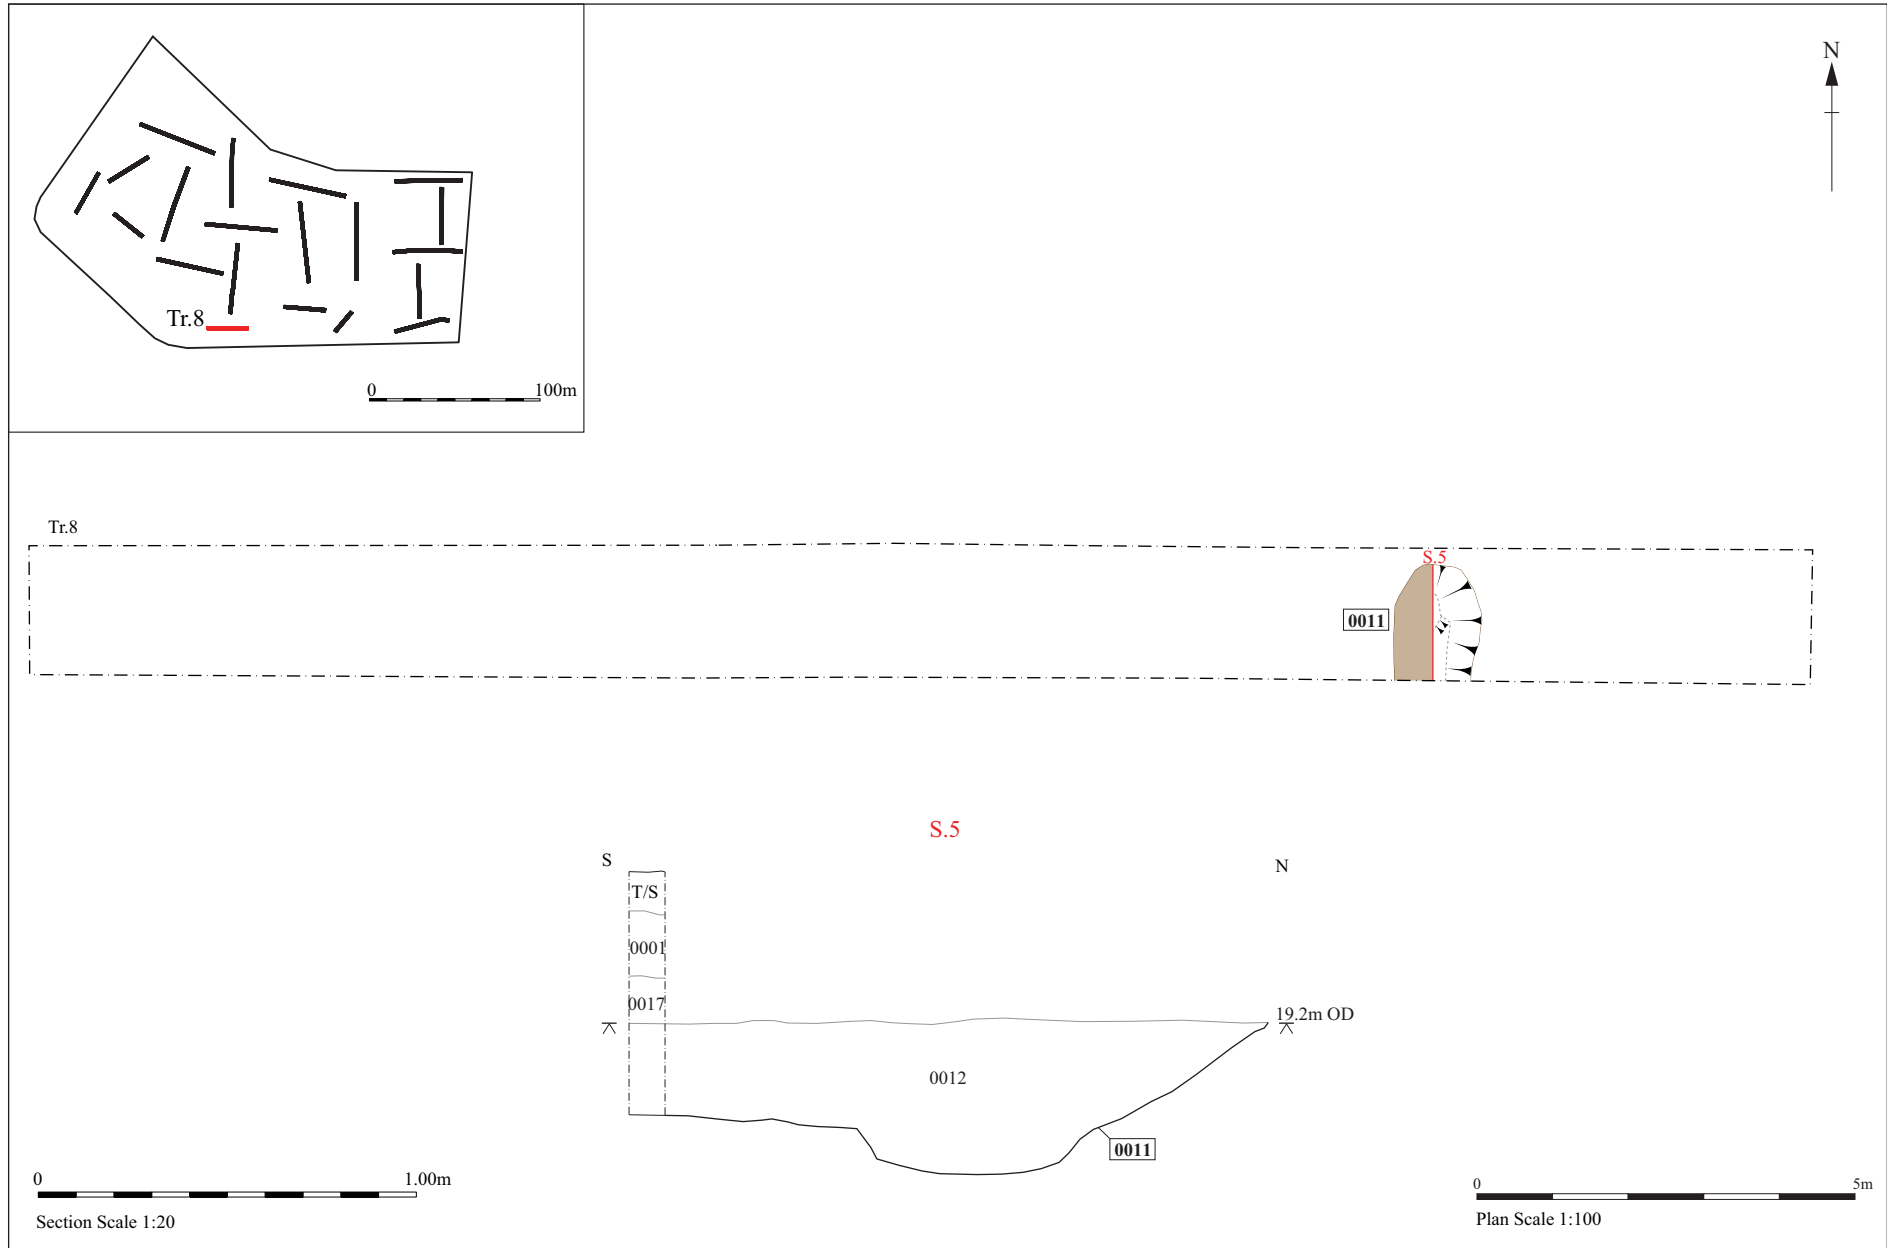 N
Tr.8
0 100m
Tr.8
S.5
0011
S.5
S N
T/S
0001
0017
19.2m OD
0012
0011
0 1.00m
Section Scale 1:20
0 5m
Plan Scale 1:100